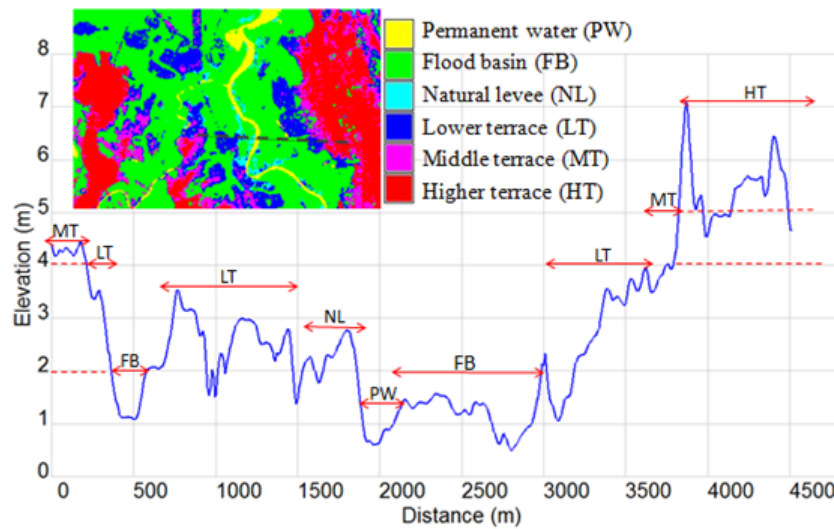 Permanent water (PW)
Flood basin (FB)
Natural levee (NL)
Lower terrace (LT)
Middle terrace (MT)
Higher terrace (HT)
8
7
6
5
4
3
2
1
0
Elevation (m)
MT
LT
FB
LT
NL
PW
FB
LT
MT
HT
0 500 1000 1500 2000 2500 3000 3500 4000 4500
Distance (m)